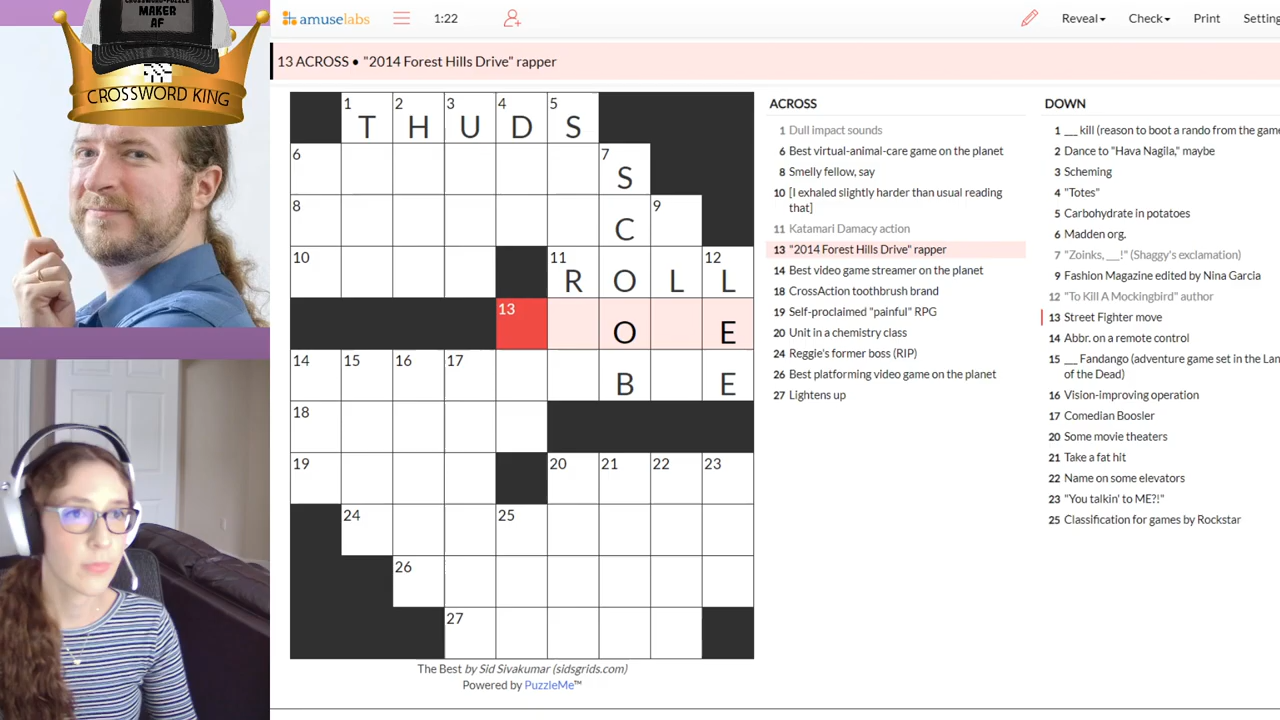 CROSSWORD-PUZZLE
MAKER
AF
CROSSWORD KING
amuselabs
1:22
Reveal
Check
Print
13 ACROSS • "2014 Forest Hills Drive" rapper
1 2 3 4 5
T H U D S
6 7
S
8 9
C
10 11 12
R O L L
13
O E
14 15 16 17
B E
18
19 20 21 22 23
24 25
26
27
The Best by Sid Sivakumar (sidsgrids.com)
Powered by PuzzleMe™
ACROSS
1 Dull impact sounds
6 Best virtual-animal-care game on the planet
8 Smelly fellow, say
10 [I exhaled slightly harder than usual reading
that]
11 Katamari Damacy action
13 "2014 Forest Hills Drive" rapper
14 Best video game streamer on the planet
18 CrossAction toothbrush brand
19 Self-proclaimed "painful" RPG
20 Unit in a chemistry class
24 Reggie's former boss (RIP)
26 Best platforming video game on the planet
27 Lightens up
DOWN
1 ___ kill (reason to boot a rando from the game
2 Dance to "Hava Nagila," maybe
3 Scheming
4 "Totes"
5 Carbohydrate in potatoes
6 Madden org.
7 "Zoinks, ___!" (Shaggy's exclamation)
9 Fashion Magazine edited by Nina Garcia
12 "To Kill A Mockingbird" author
13 Street Fighter move
14 Abbr. on a remote control
15 ___ Fandango (adventure game set in the Lan
of the Dead)
16 Vision-improving operation
17 Comedian Boosler
20 Some movie theaters
21 Take a fat hit
22 Name on some elevators
23 "You talkin' to ME?!"
25 Classification for games by Rockstar